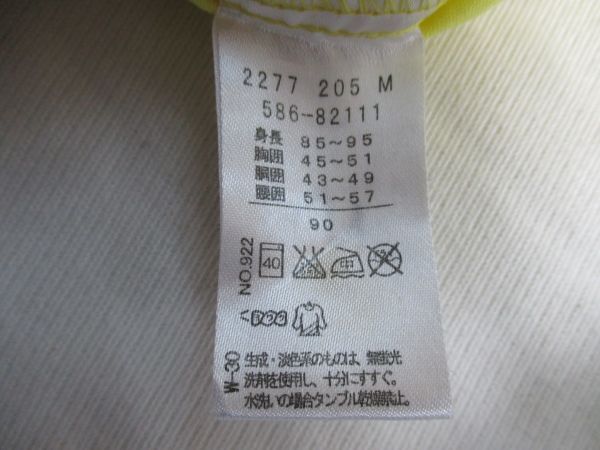 2277 205 M
586-82111
身長 85～95
胸囲 45～51
胴囲 43～49
腰囲 51～57
90
NO.922
40
W-30
生成・淡色系のものは、無蛍光
洗剤を使用し、十分にすすぐ。
水洗いの場合タンブル乾燥禁止。